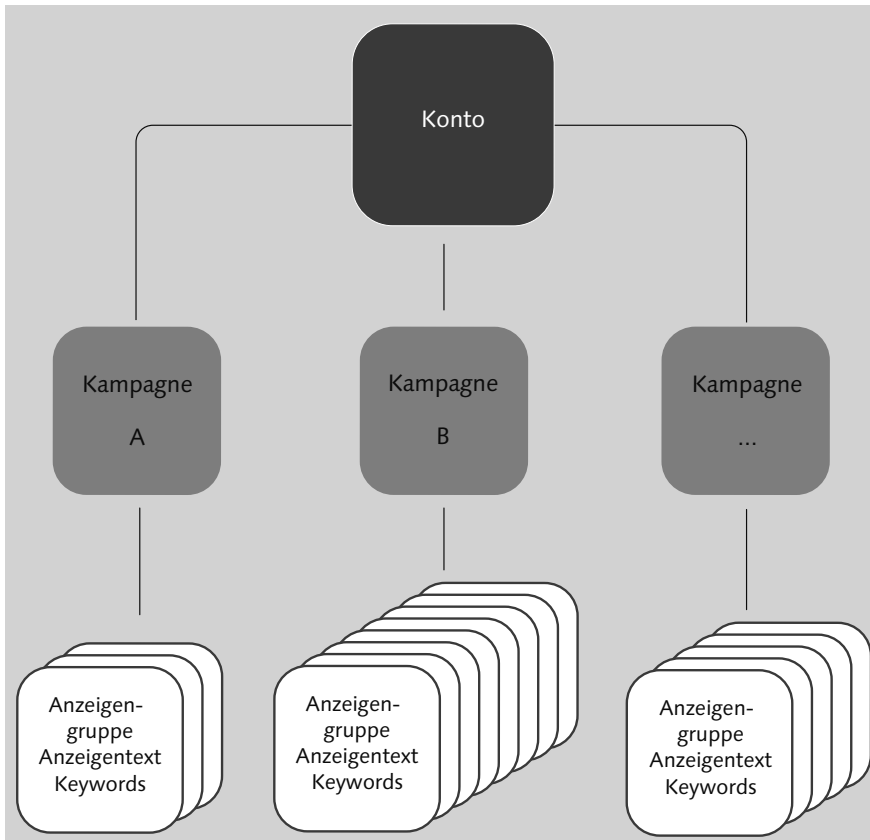 Konto
Kampagne
A
Kampagne
B
Kampagne
...
Anzeigen-
gruppe
Anzeigentext
Keywords
Anzeigen-
gruppe
Anzeigentext
Keywords
Anzeigen-
gruppe
Anzeigentext
Keywords